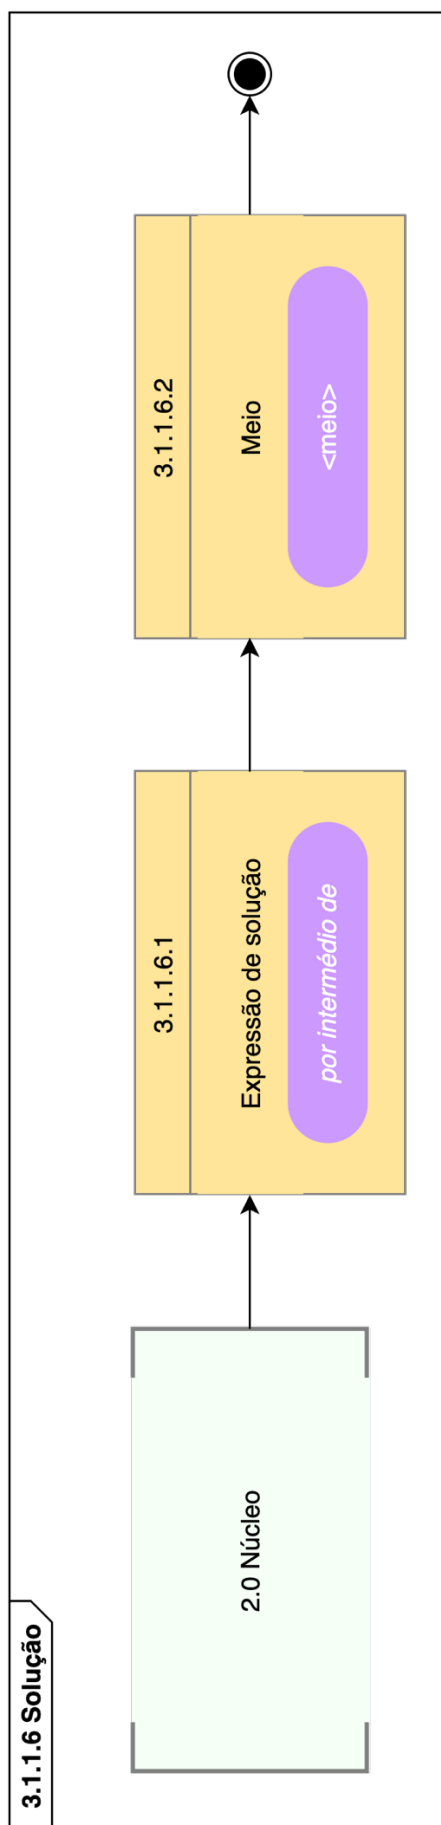 3.1.1.6 Solução
2.0 Núcleo
3.1.1.6.1
Expressão de solução
por intermédio de
3.1.1.6.2
Meio
<meio>